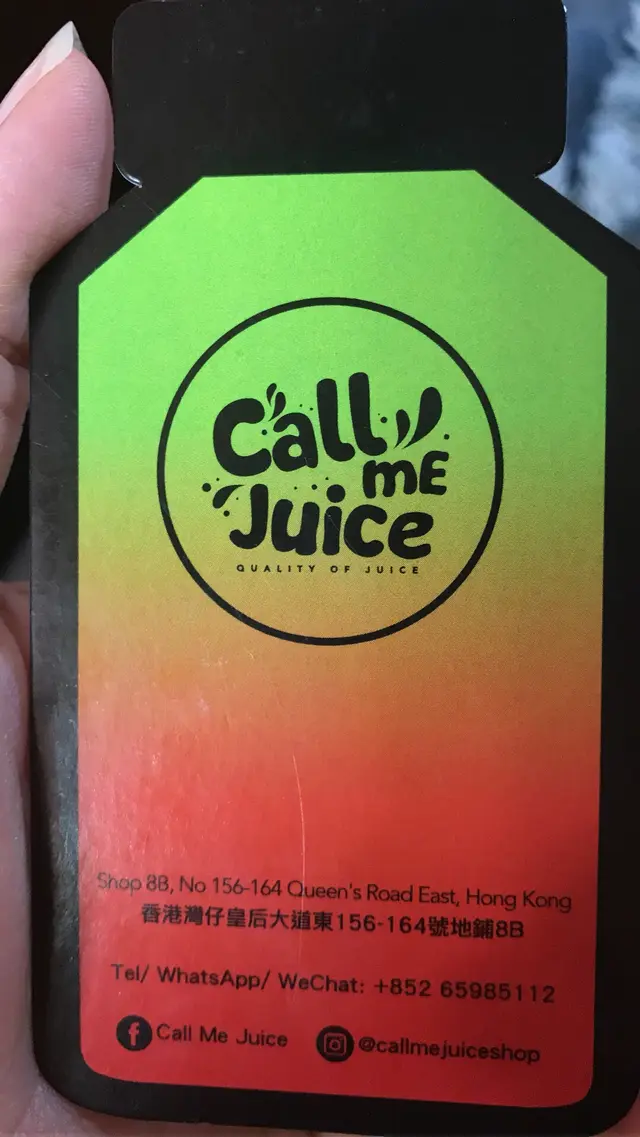 Call
mE
Juice
QUALITY OF JUICE
Shop 8B, No 156-164 Queen's Road East, Hong Kong
香港灣仔皇后大道東156-164號地鋪8B
Tel/ WhatsApp/ WeChat: +852 65985112
f Call Me Juice @callmejuiceshop